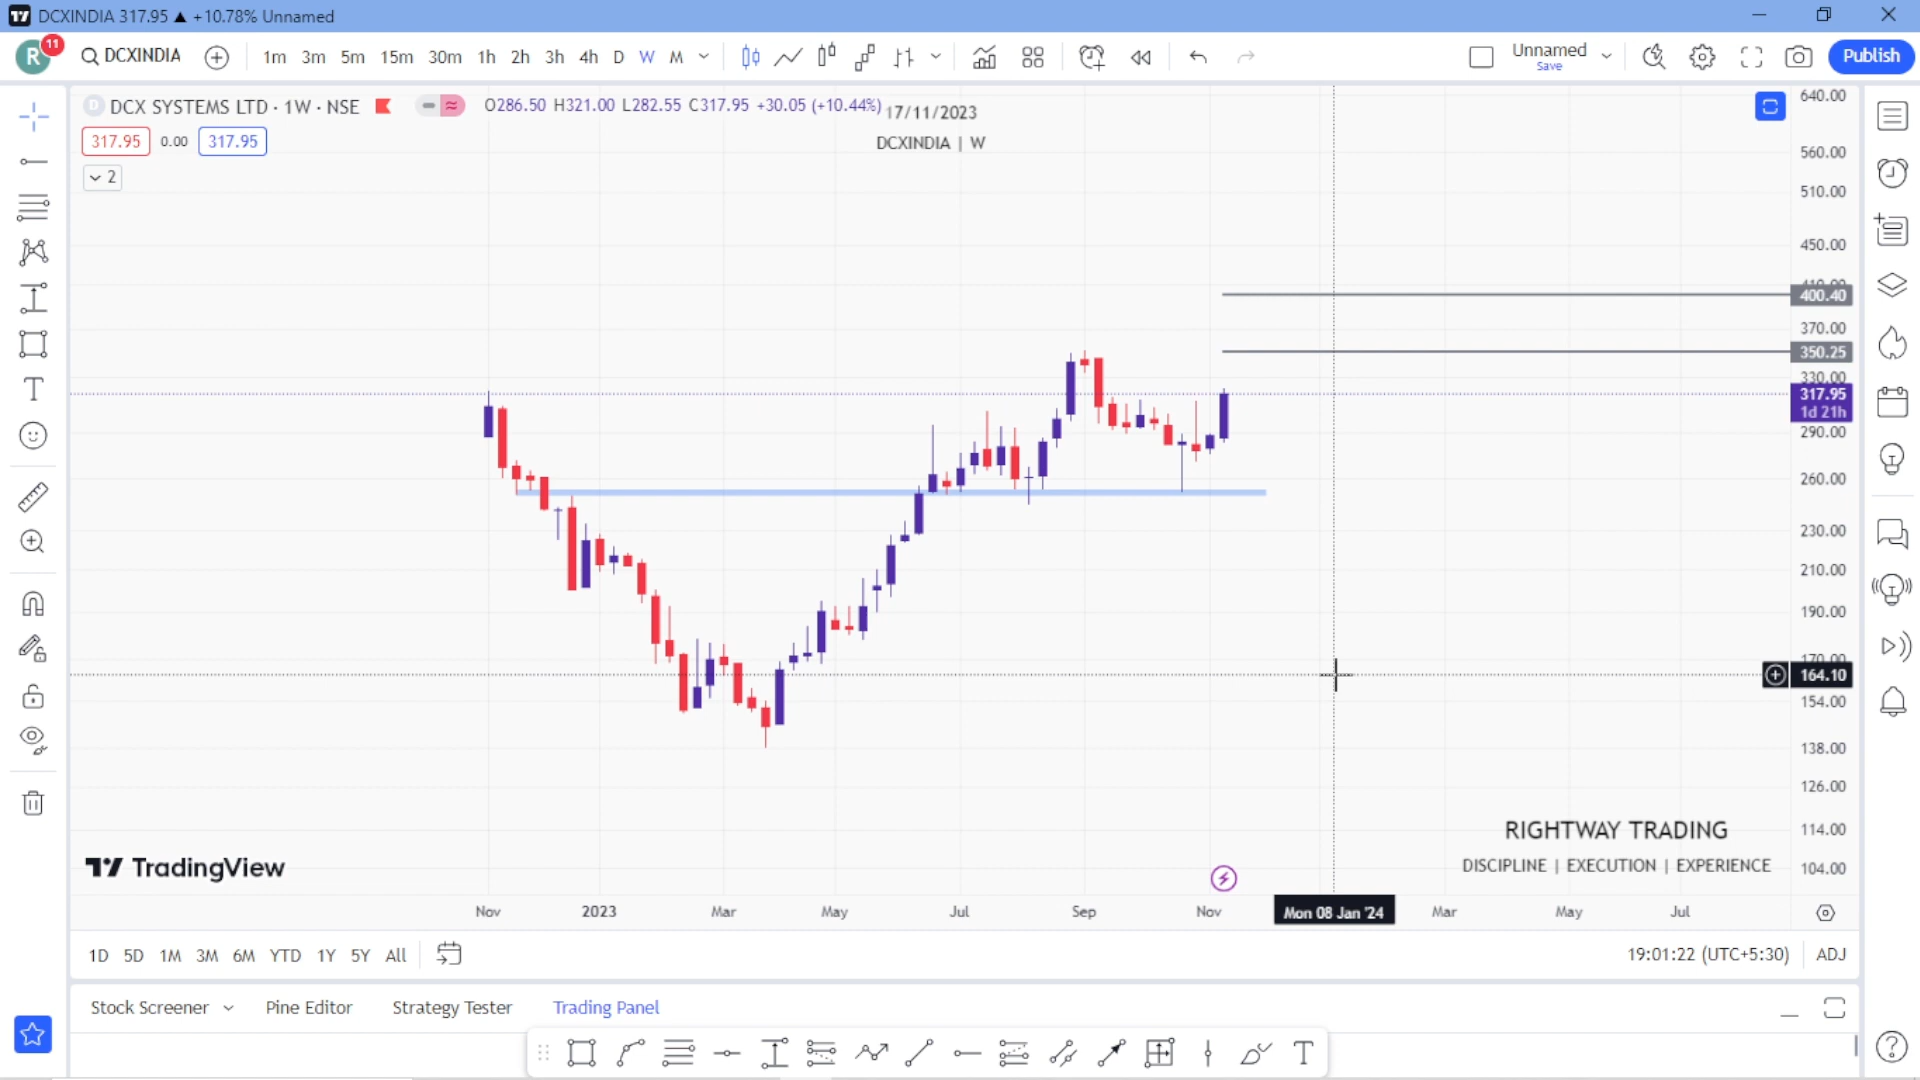 DCXINDIA 317.95 ▲ +10.78% Unnamed
R 11 DCXINDIA 1m 3m 5m 15m 30m 1h 2h 3h 4h D W M Unnamed Save Publish
DCX SYSTEMS LTD · 1W · NSE O286.50 H321.00 L282.55 C317.95 +30.05 (+10.44%) 17/11/2023
317.95 0.00 317.95
DCXINDIA | W
2
640.00
560.00
510.00
450.00
400.40
370.00
350.25
330.00
317.95
1d 21h
290.00
260.00
230.00
210.00
190.00
170.00
164.10
154.00
138.00
126.00
114.00
104.00
RIGHTWAY TRADING
DISCIPLINE | EXECUTION | EXPERIENCE
TradingView
Nov 2023 Mar May Jul Sep Nov Mon 08 Jan '24 Mar May Jul
1D 5D 1M 3M 6M YTD 1Y 5Y All 19:01:22 (UTC+5:30) ADJ
Stock Screener Pine Editor Strategy Tester Trading Panel